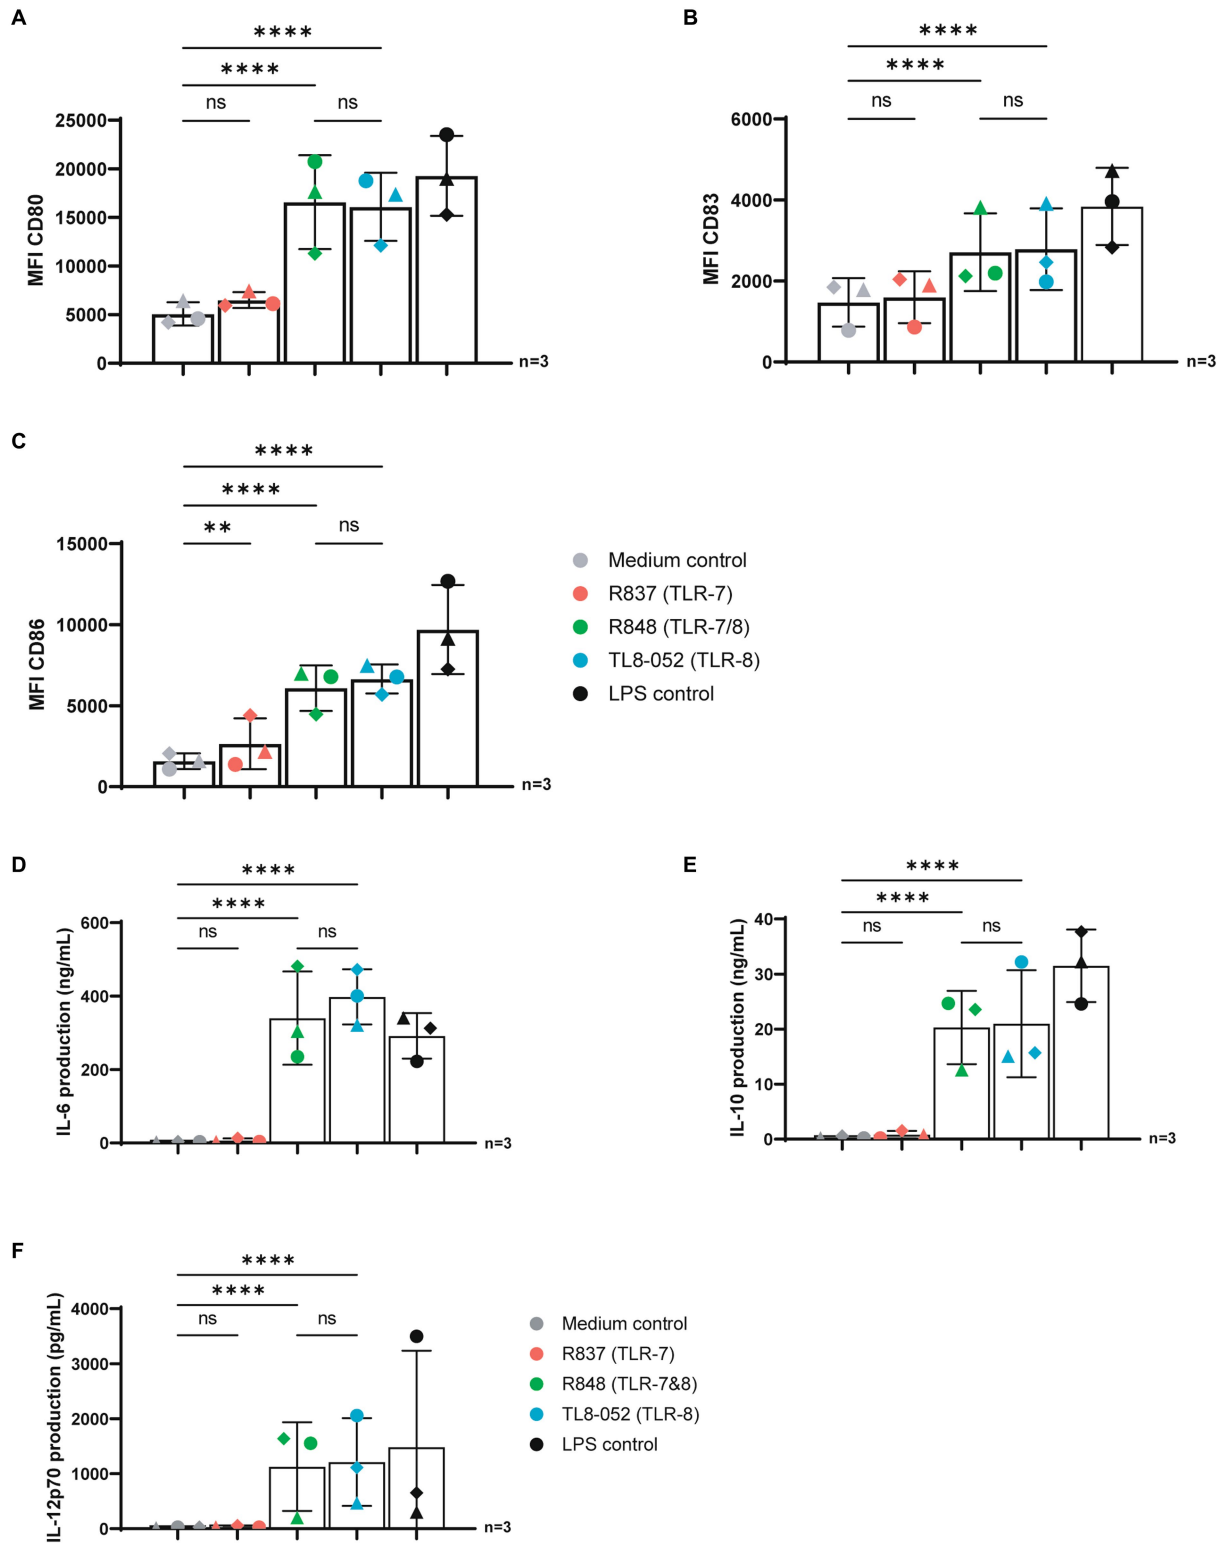 A
****
****
ns ns
25000
20000
15000
10000
5000
0
MFI CD80
n=3
B
****
****
ns ns
6000
4000
2000
0
MFI CD83
n=3
C
****
****
** ns
15000
10000
5000
0
MFI CD86
n=3
Medium control
R837 (TLR-7)
R848 (TLR-7/8)
TL8-052 (TLR-8)
LPS control
D
****
****
ns ns
600
400
200
0
IL-6 production (ng/mL)
n=3
E
****
****
ns ns
40
30
20
10
0
IL-10 production (ng/mL)
n=3
F
****
****
ns ns
4000
3000
2000
1000
0
IL-12p70 production (pg/mL)
n=3
Medium control
R837 (TLR-7)
R848 (TLR-7&8)
TL8-052 (TLR-8)
LPS control